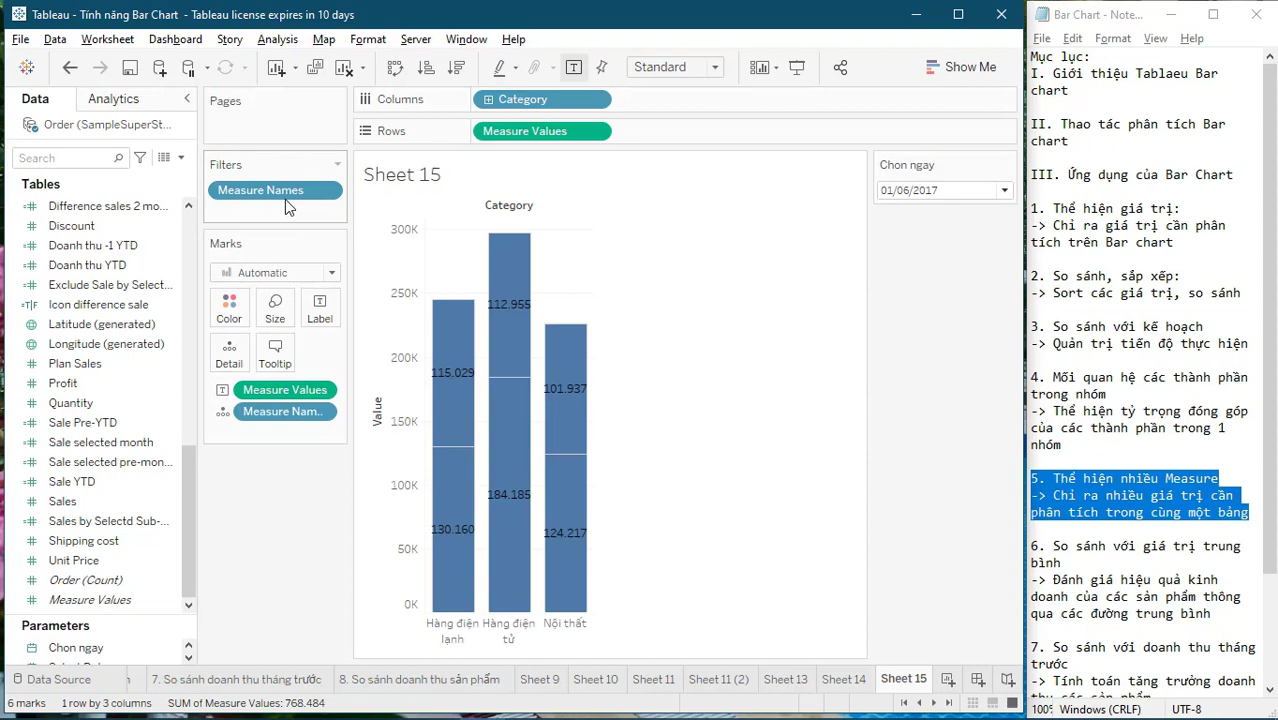 Tableau - Tính năng Bar Chart - Tableau license expires in 10 days
File Data Worksheet Dashboard Story Analysis Format Server Window Help
Standard
Show Me
Data Analytics
Order (SampleSuperSt...
Search
Tables
Difference sales 2 mo...
Discount
Doanh thu -1 YTD
Doanh thu YTD
Exclude Sale by Select...
Icon difference sale
Latitude (generated)
Longitude (generated)
Plan Sales
Profit
Quantity
Sale Pre-YTD
Sale selected month
Sale selected pre-mon...
Sale YTD
Sales
Sales by Selectd Sub-...
Shipping cost
Unit Price
Order (Count)
Measure Values
Parameters
Chon ngay
Pages
Filters
Measure Names
Marks
Automatic
Color Size Label
Detail Tooltip
Measure Values
Measure Nam..
Columns Category
Rows Measure Values
Sheet 15
Category
Value
300K
250K
200K
150K
100K
50K
0K
115.029
130.160
112.955
184.185
101.937
124.217
Hàng điện lạnh
Hàng điện tử
Nội thất
Chon ngay
01/06/2017
Data Source 7. So sánh doanh thu tháng trước 8. So sánh doanh thu sản phẩm Sheet 9 Sheet 10 Sheet 11 Sheet 11 (2) Sheet 13 Sheet 14 Sheet 15
6 marks 1 row by 3 columns
Bar Chart - Note...
File Edit Format View Help
Mục lục:
I. Giới thiệu Tablaeu Bar
chart
II. Thao tác phân tích Bar
chart
III. Ứng dụng của Bar Chart
1. Thể hiện giá trị:
-> Chỉ ra giá trị cần phân
tích trên Bar chart
2. So sánh, sắp xếp:
-> Sort các giá trị, so sánh
3. So sánh với kế hoạch
-> Quản trị tiến độ thực hiện
4. Mối quan hệ các thành phần
trong nhóm
-> Thể hiện tỷ trọng đóng góp
của các thành phần trong 1
nhóm
5. Thể hiện nhiều Measure
-> Chỉ ra nhiều giá trị cần
phân tích trong cùng một bảng
6. So sánh với giá trị trung
bình
-> Đánh giá hiệu quả kinh
doanh của các sản phẩm thông
qua các đường trung bình
7. So sánh với doanh thu tháng
trước
-> Tính toán tăng trưởng doanh
thu các sản phẩm
Windows (CRLF) UTF-8